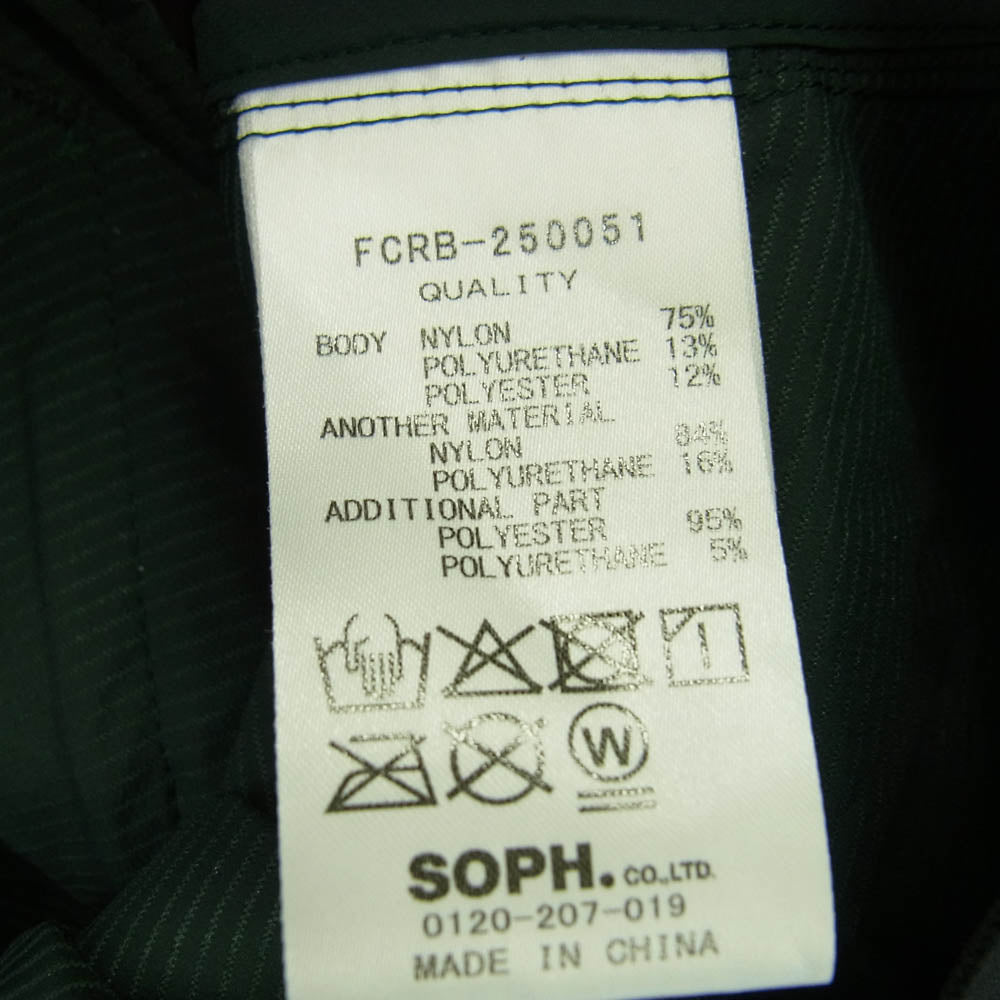 FCRB-250051
QUALITY
BODY NYLON 75%
POLYURETHANE 13%
POLYESTER 12%
ANOTHER MATERIAL
NYLON 84%
POLYURETHANE 16%
ADDITIONAL PART
POLYESTER 95%
POLYURETHANE 5%
W
SOPH. CO.,LTD.
0120-207-019
MADE IN CHINA